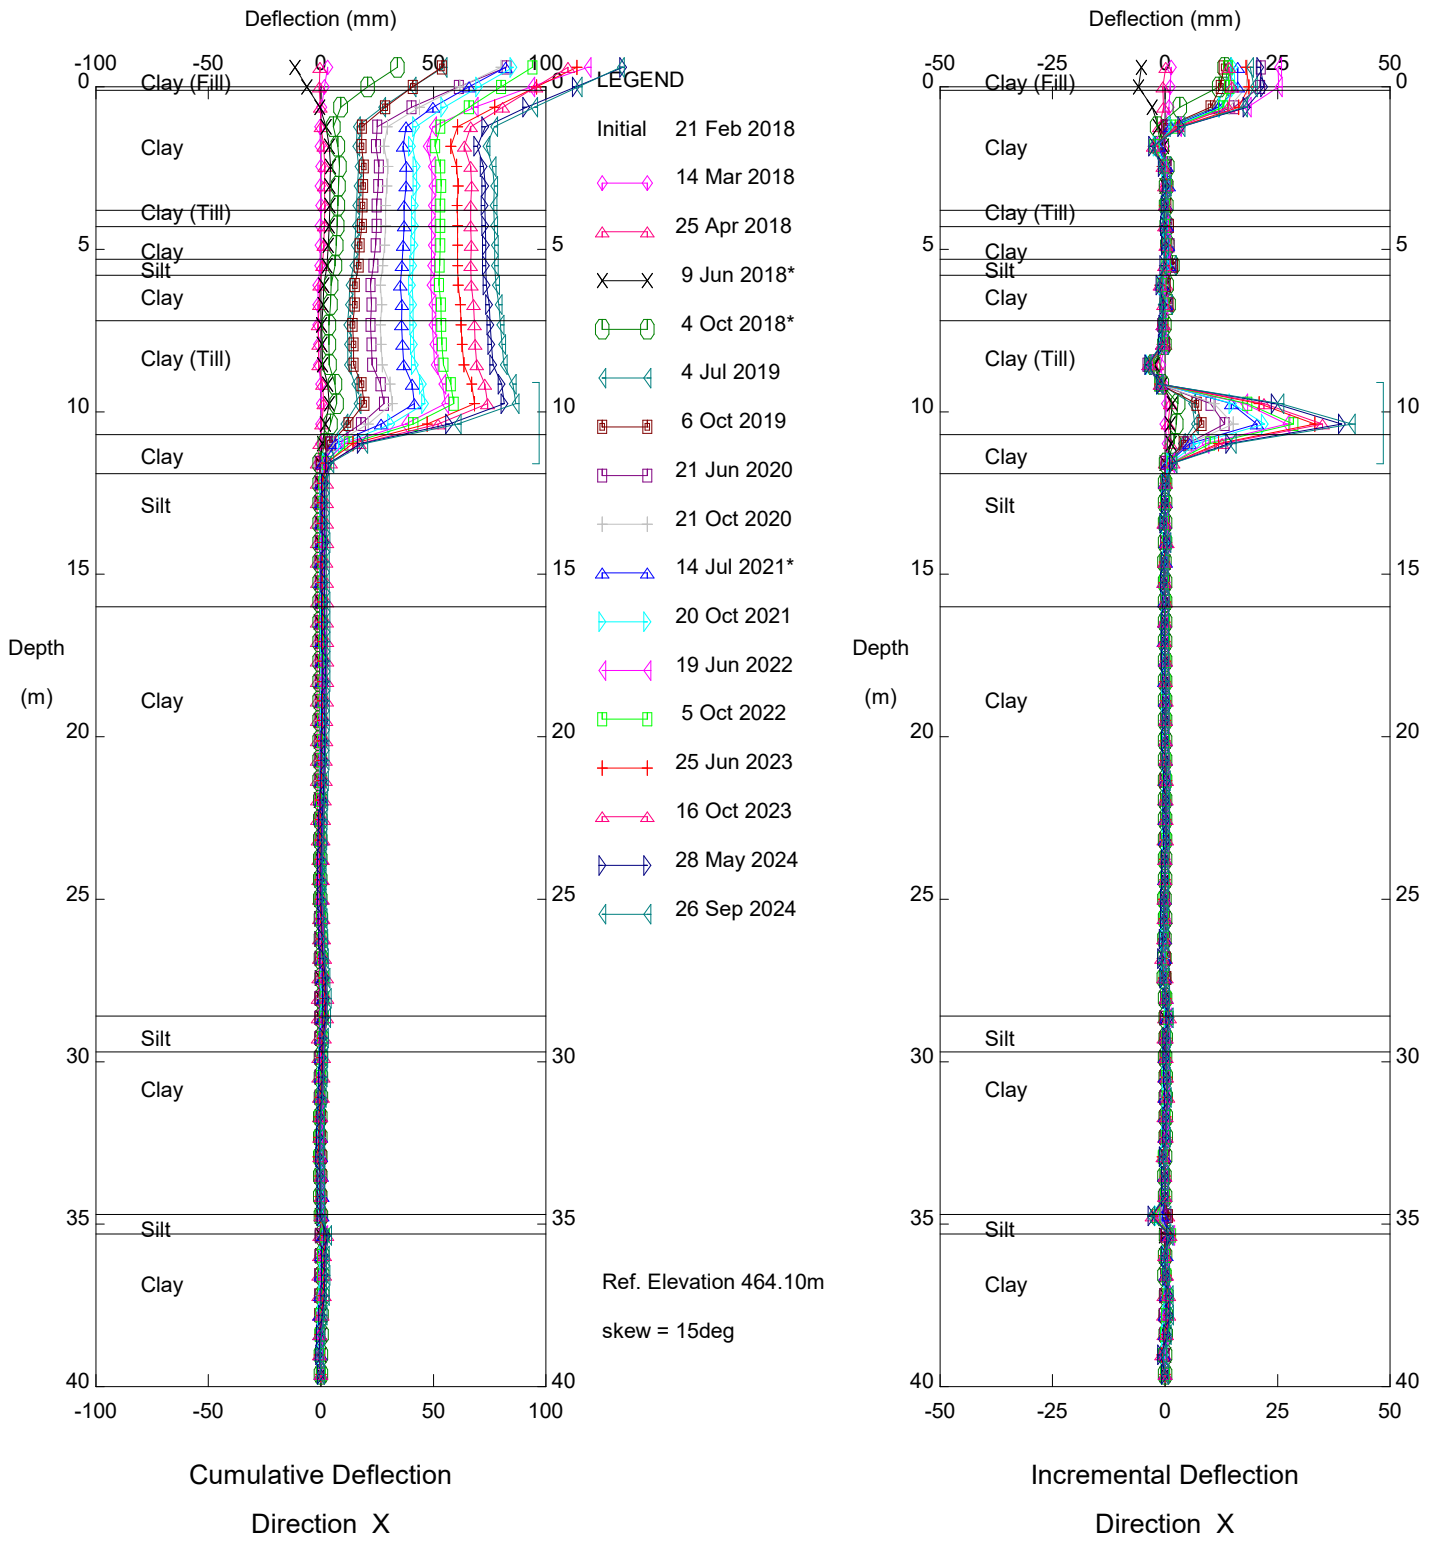 Deflection (mm)
-100 -50 0 50 100
0 0
Clay (Fill)
Clay
Clay (Till)
5 5
Clay
Silt
Clay
Clay (Till)
10 10
Clay
Silt
15 15
Depth
(m)
Clay
20 20
25 25
Silt
30 30
Clay
35 35
Silt
Clay
40 40
-100 -50 0 50 100
Cumulative Deflection
Direction X
LEGEND
Initial 21 Feb 2018
14 Mar 2018
25 Apr 2018
9 Jun 2018*
4 Oct 2018*
4 Jul 2019
6 Oct 2019
21 Jun 2020
21 Oct 2020
14 Jul 2021*
20 Oct 2021
19 Jun 2022
5 Oct 2022
25 Jun 2023
16 Oct 2023
28 May 2024
26 Sep 2024
Ref. Elevation 464.10m
skew = 15deg
Deflection (mm)
-50 -25 0 25 50
0 0
Clay (Fill)
Clay
Clay (Till)
5 5
Clay
Silt
Clay
Clay (Till)
10 10
Clay
Silt
15 15
Depth
(m)
Clay
20 20
25 25
Silt
30 30
Clay
35 35
Silt
Clay
40 40
-50 -25 0 25 50
Incremental Deflection
Direction X